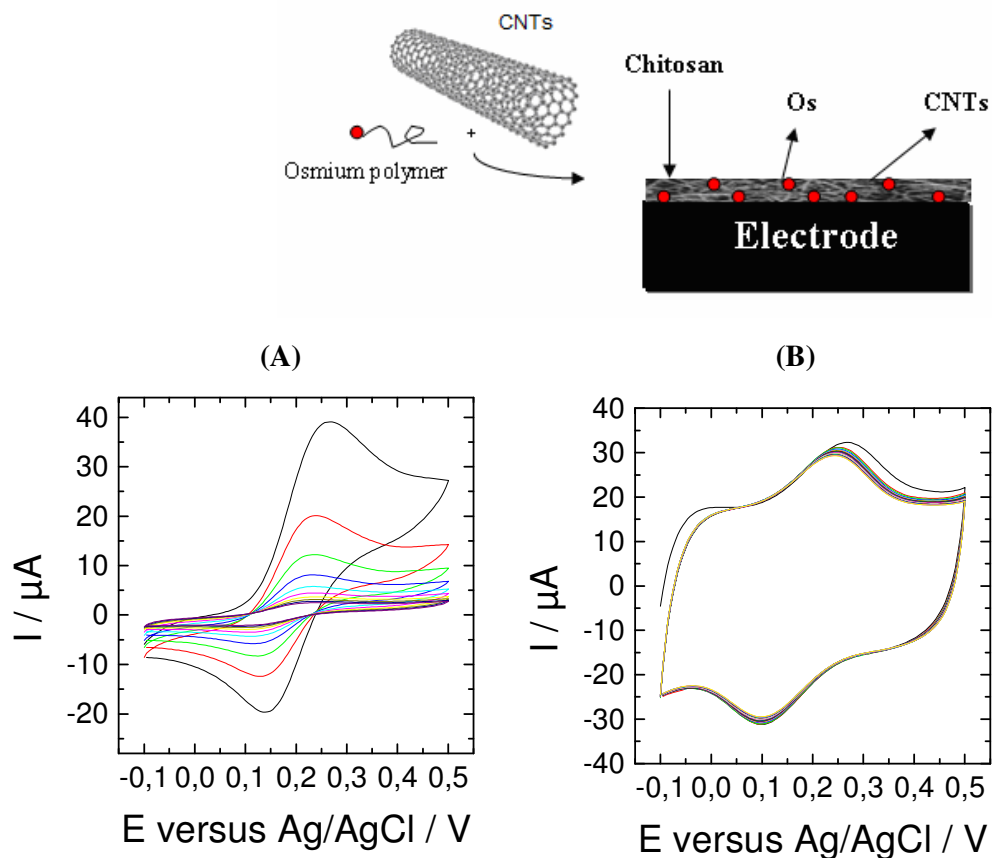 CNTs
Chitosan
Os
CNTs
+
Osmium polymer
Electrode
(A)
(B)
40
30
20
10
0
-10
-20
I / µA
-0,1 0,0 0,1 0,2 0,3 0,4 0,5
E versus Ag/AgCl / V
40
30
20
10
0
-10
-20
-30
-40
I / µA
-0,1 0,0 0,1 0,2 0,3 0,4 0,5
E versus Ag/AgCl / V